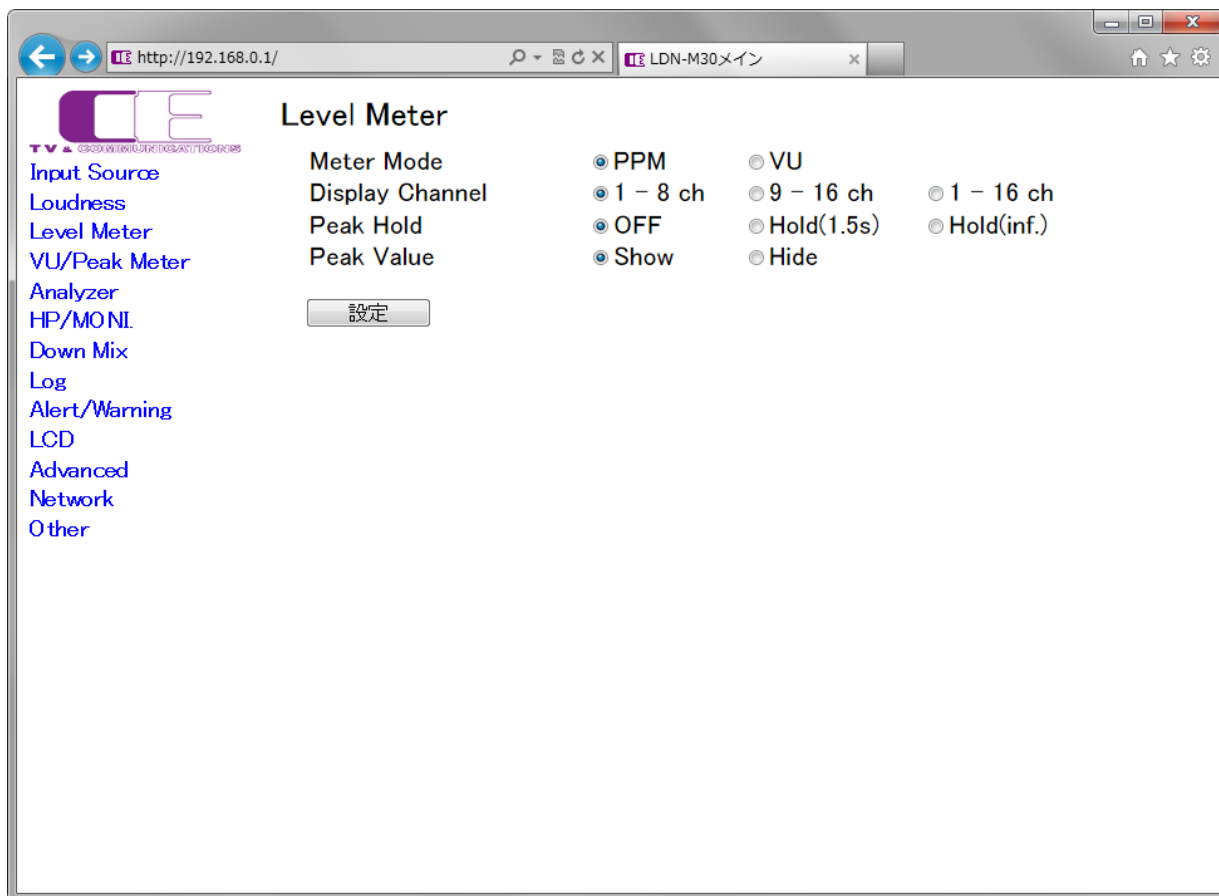 http://192.168.0.1/
LDN-M30メイン
TV & COMMUNICATIONS
Input Source
Loudness
Level Meter
VU/Peak Meter
Analyzer
HP/MONI.
Down Mix
Log
Alert/Warning
LCD
Advanced
Network
Other
Level Meter
Meter Mode PPM VU
Display Channel 1 - 8 ch 9 - 16 ch 1 - 16 ch
Peak Hold OFF Hold(1.5s) Hold(inf.)
Peak Value Show Hide
設定